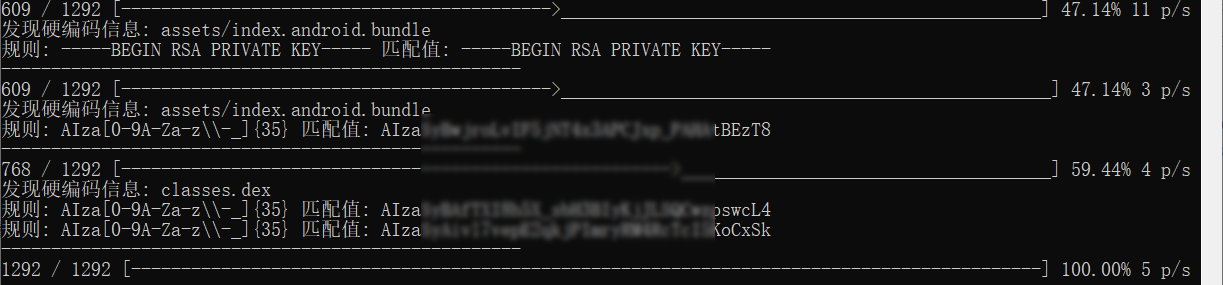 609 / 1292 [------------------------------------------->________________________________________________] 47.14% 11 p/s
发现硬编码信息: assets/index.android.bundle
规则: -----BEGIN RSA PRIVATE KEY----- 匹配值: -----BEGIN RSA PRIVATE KEY-----
----------------------------------------------------
609 / 1292 [------------------------------------------->_________________________________________________] 47.14% 3 p/s
发现硬编码信息: assets/index.android.bundle
规则: AIza[0-9A-Za-z\\-_]{35} 匹配值: AIza tBEzT8
----------------------------------------------------
768 / 1292 [------------------------------------------------------->_____________________________________] 59.44% 4 p/s
发现硬编码信息: classes.dex
规则: AIza[0-9A-Za-z\\-_]{35} 匹配值: AIza pswcL4
规则: AIza[0-9A-Za-z\\-_]{35} 匹配值: AIza KoCxSk
----------------------------------------------------
1292 / 1292 [-------------------------------------------------------------------------------------------] 100.00% 5 p/s